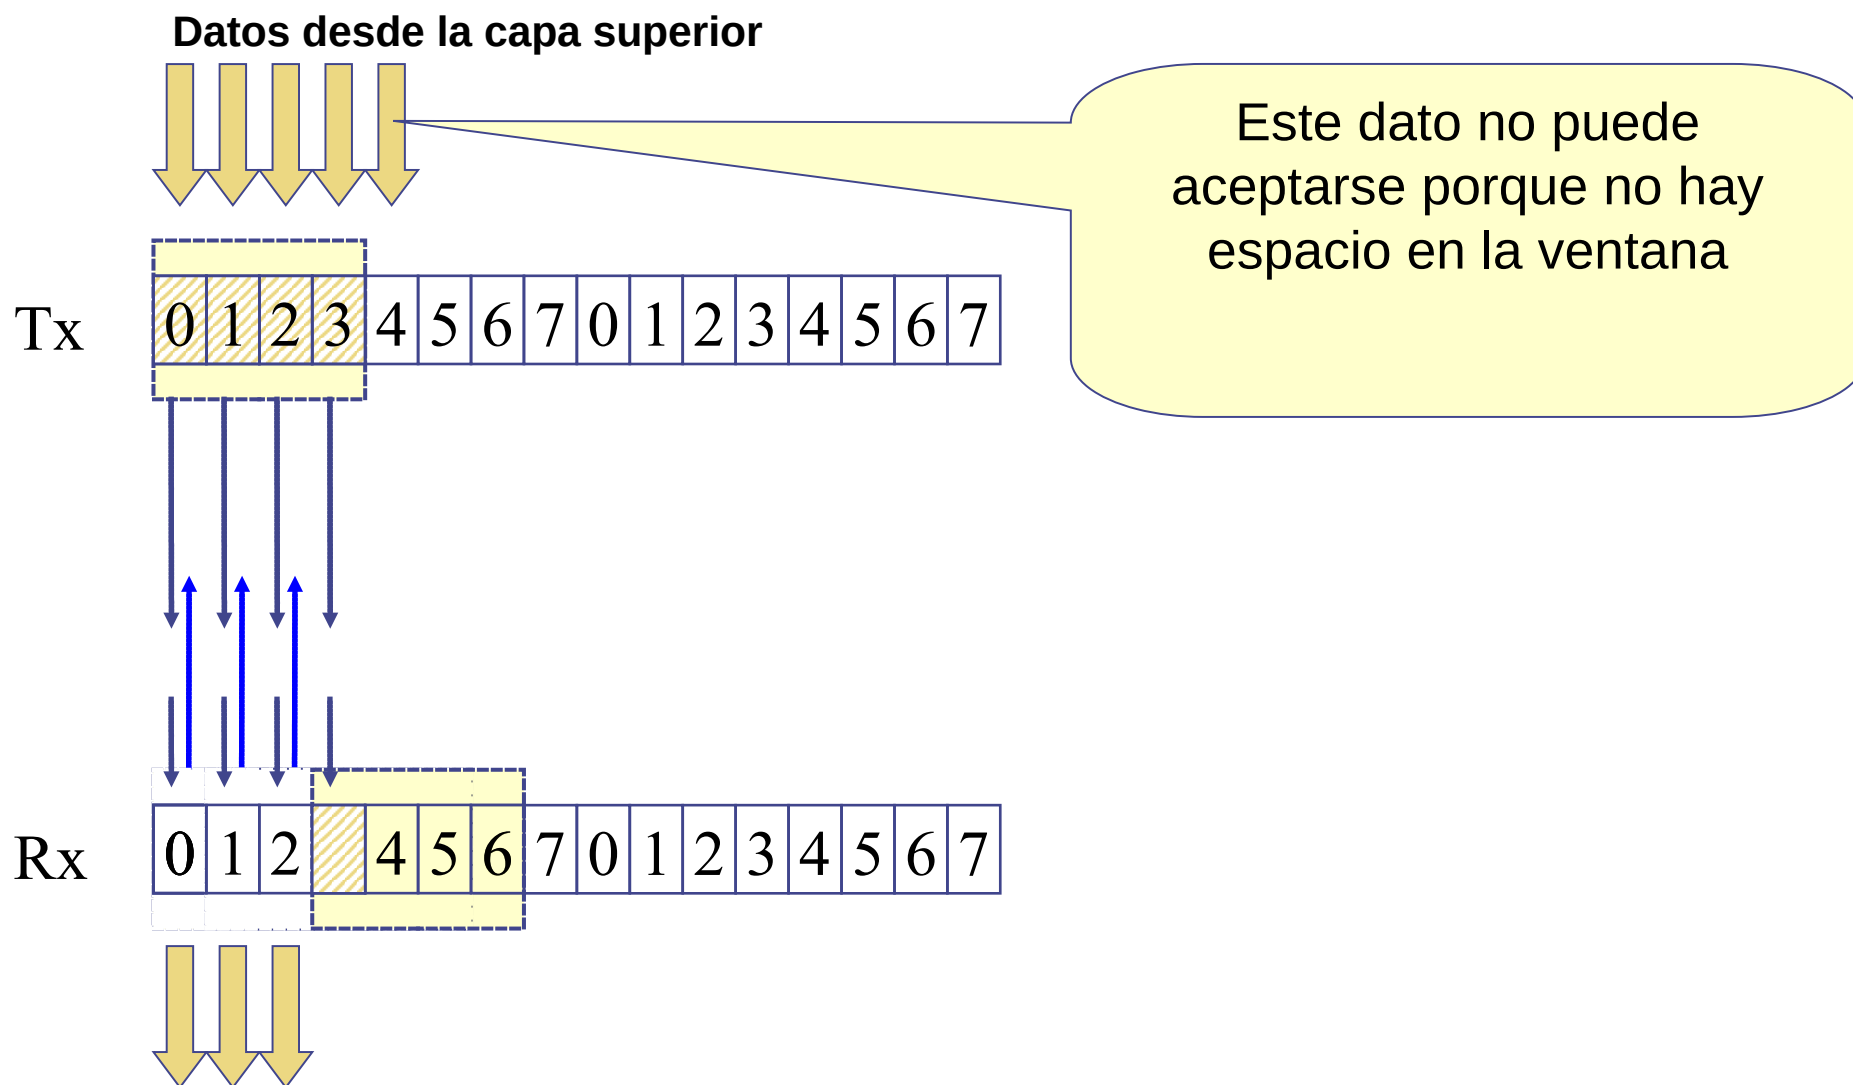 Datos desde la capa superior
Este dato no puede
aceptarse porque no hay
espacio en la ventana
Tx 0 1 2 3 4 5 6 7 0 1 2 3 4 5 6 7
Rx 0 1 2 4 5 6 7 0 1 2 3 4 5 6 7